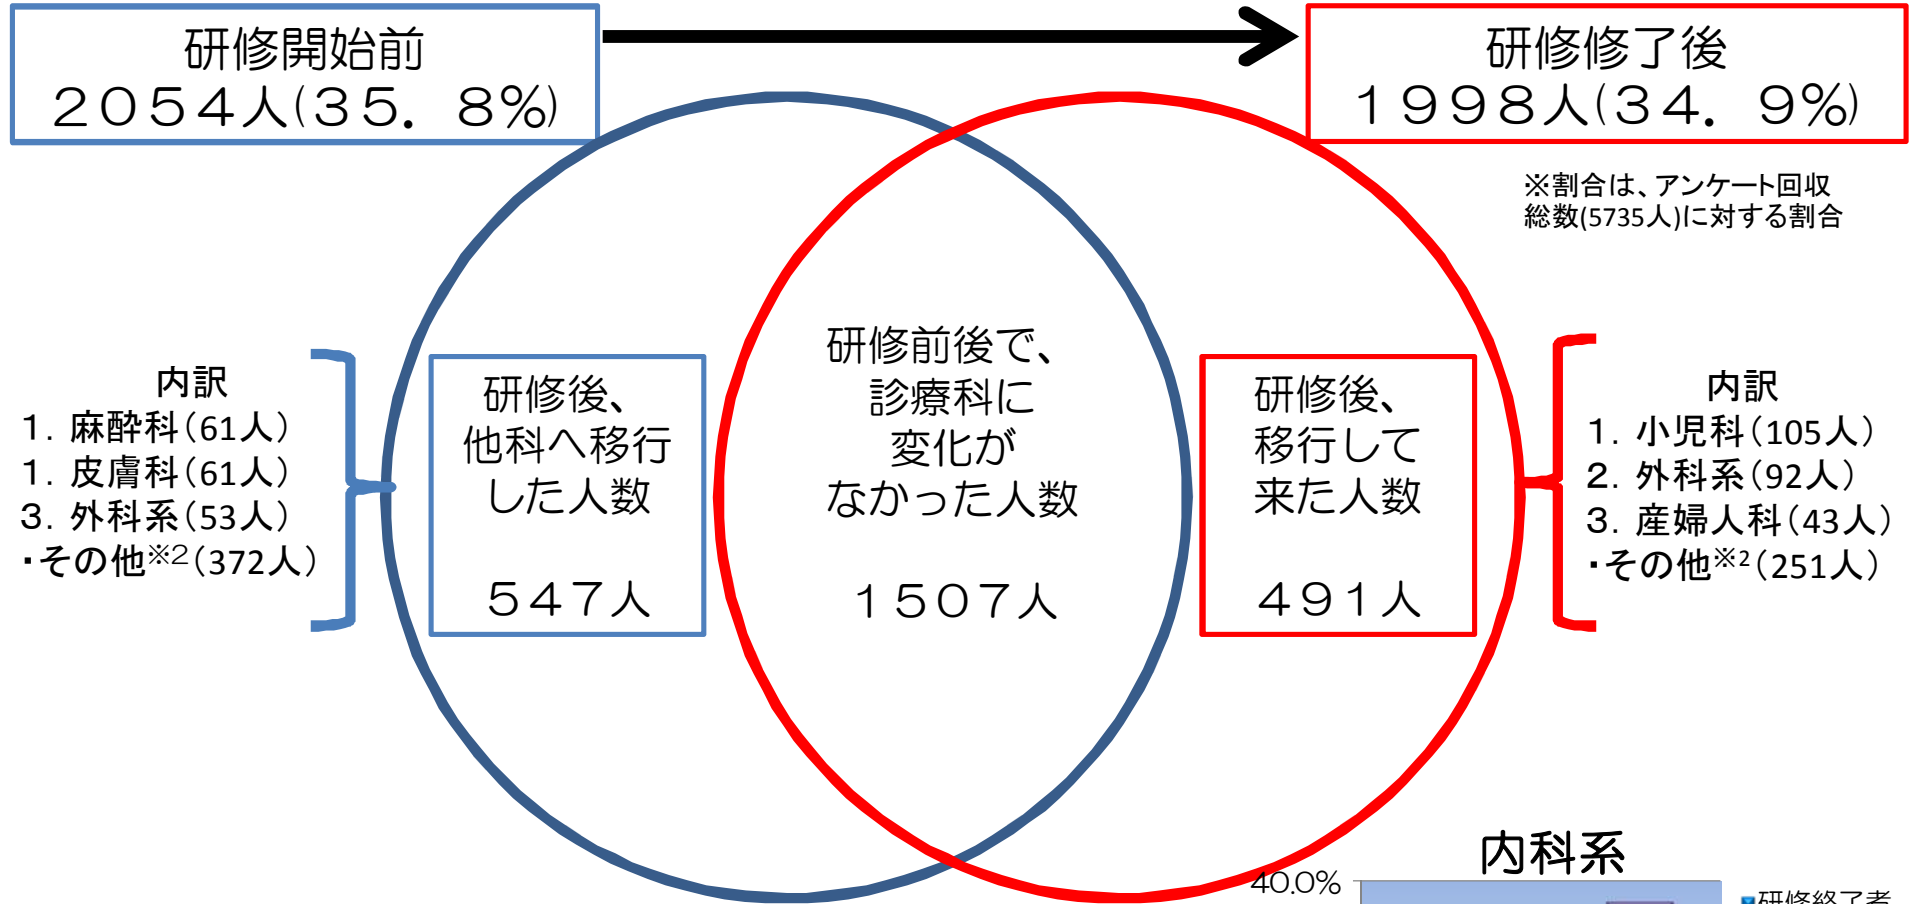 研修開始前
２０５４人(３５．８％)
研修修了後
１９９８人(３４．９％)
※割合は、アンケート回収
総数(5735人)に対する割合
内訳
1．麻酔科(61人)
1．皮膚科(61人)
3．外科系(53人)
・その他※2(372人)
研修後、
他科へ移行
した人数
５４７人
研修前後で、
診療科に
変化が
なかった人数
１５０７人
研修後、
移行して
来た人数
４９１人
内訳
1．小児科(105人)
2．外科系(92人)
3．産婦人科(43人)
・その他※2(251人)
内科系
40.0%
研修終了者